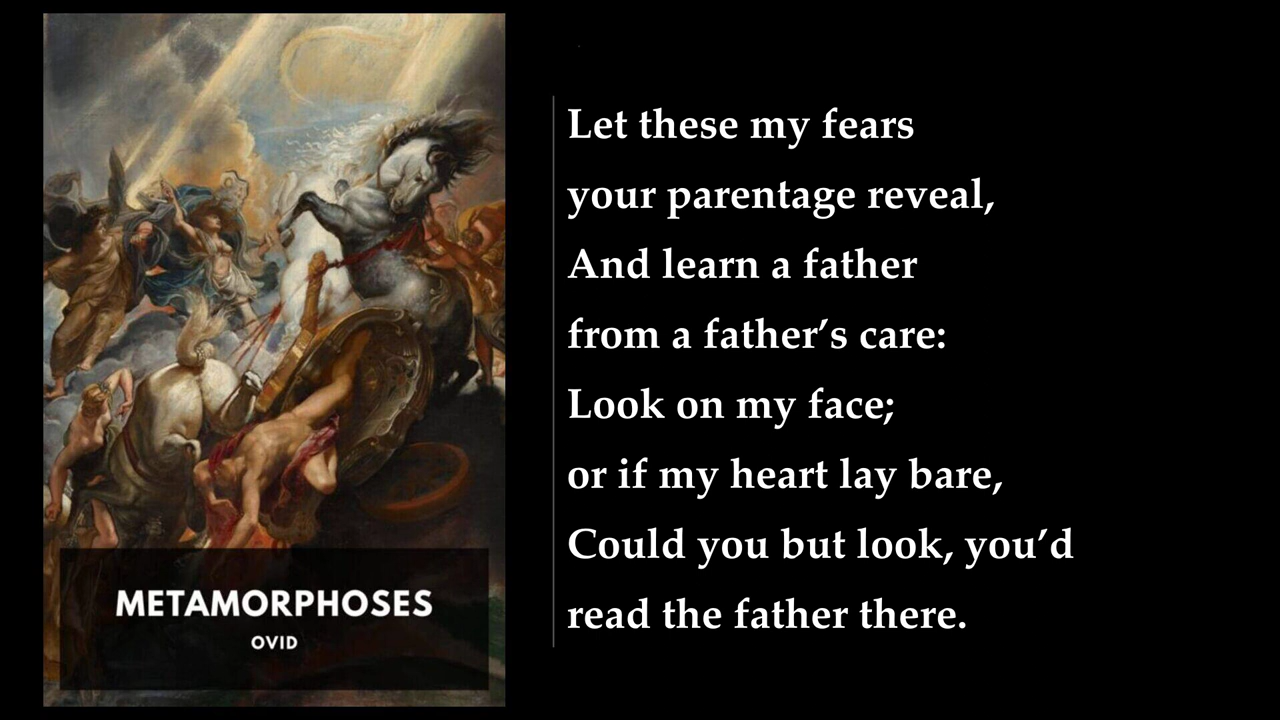 METAMORPHOSES
OVID
Let these my fears
your parentage reveal,
And learn a father
from a father’s care:
Look on my face;
or if my heart lay bare,
Could you but look, you’d
read the father there.